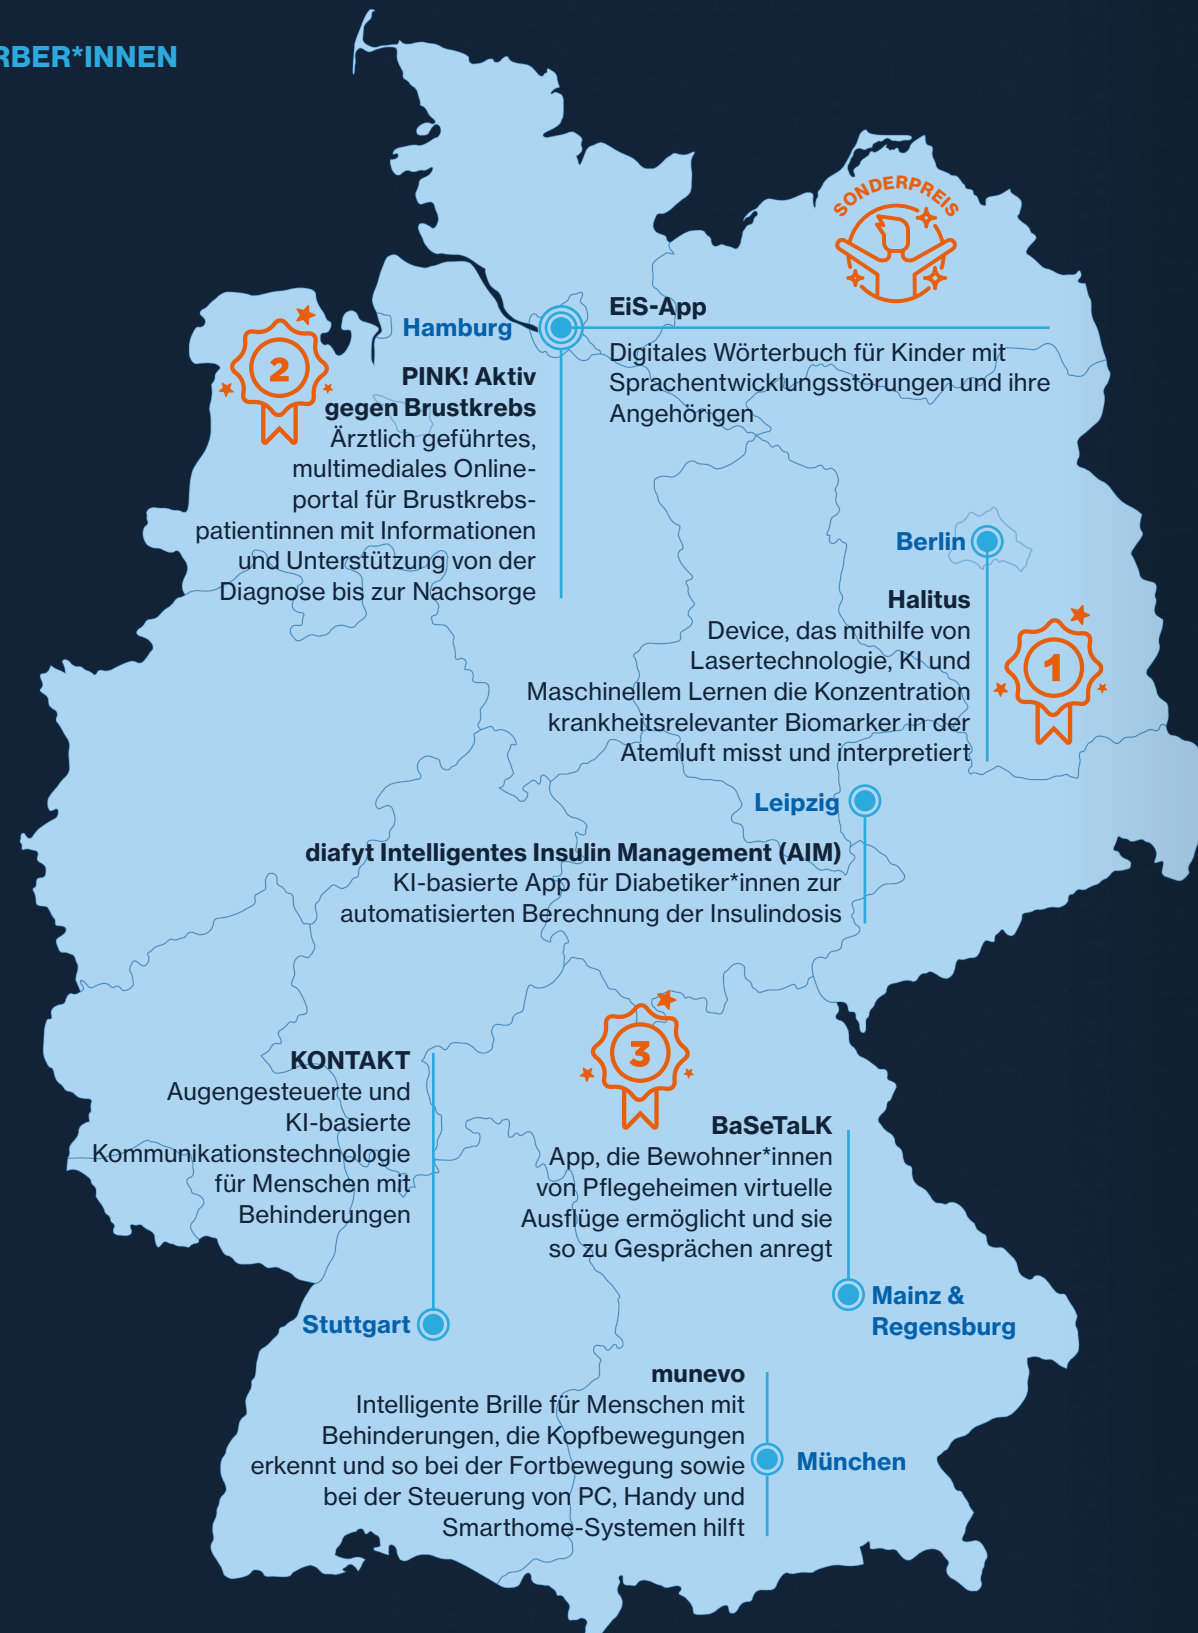 RBER*INNEN
SONDERPREIS
EiS-App
Digitales Wörterbuch für Kinder mit
Sprachentwicklungsstörungen und ihre
Angehörigen
Hamburg
2
PINK! Aktiv
gegen Brustkrebs
Ärztlich geführtes,
multimediales Online-
portal für Brustkrebs-
patientinnen mit Informationen
und Unterstützung von der
Diagnose bis zur Nachsorge
Berlin
Halitus
Device, das mithilfe von
Lasertechnologie, KI und
Maschinellem Lernen die Konzentration
krankheitsrelevanter Biomarker in der
Atemluft misst und interpretiert
1
Leipzig
diafyt Intelligentes Insulin Management (AIM)
KI-basierte App für Diabetiker*innen zur
automatisierten Berechnung der Insulindosis
3
KONTAKT
Augengesteuerte und
KI-basierte
Kommunikationstechnologie
für Menschen mit
Behinderungen
Stuttgart
BaSeTaLK
App, die Bewohner*innen
von Pflegeheimen virtuelle
Ausflüge ermöglicht und sie
so zu Gesprächen anregt
Mainz &
Regensburg
munevo
Intelligente Brille für Menschen mit
Behinderungen, die Kopfbewegungen
erkennt und so bei der Fortbewegung sowie
bei der Steuerung von PC, Handy und
Smarthome-Systemen hilft
München